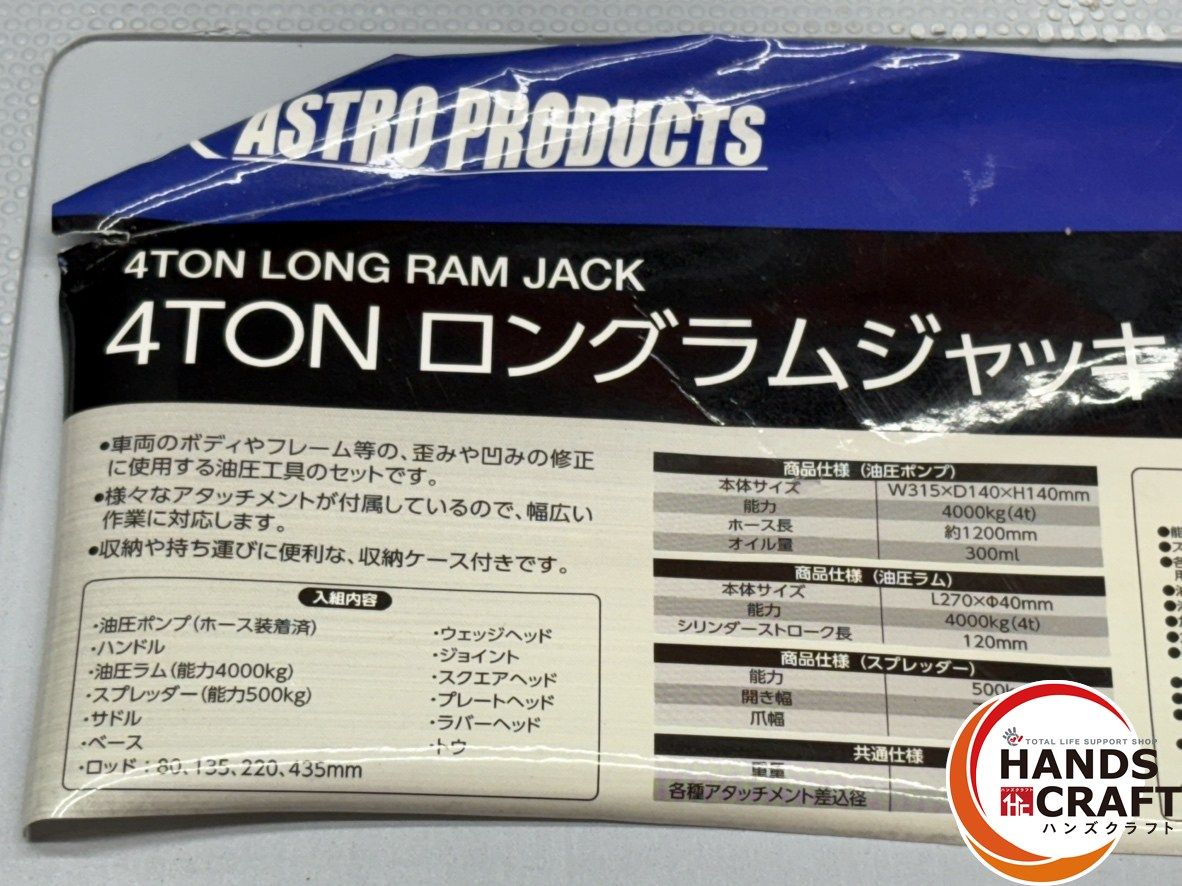 ASTRO PRODUCTS
4TON LONG RAM JACK
4TON ロングラムジャッキ
●車両のボディやフレーム等の、歪みや凹みの修正
に使用する油圧工具のセットです。
●様々なアタッチメントが付属しているので、幅広い
作業に対応します。
●収納や持ち運びに便利な、収納ケース付きです。
入組内容
・油圧ポンプ(ホース装着済)
・ハンドル
・油圧ラム(能力4000kg)
・スプレッダー(能力500kg)
・サドル
・ベース
・ロッド：80、135、220、435mm
・ウェッジヘッド
・ジョイント
・スクエアヘッド
・プレートヘッド
・ラバーヘッド
・トウ
商品仕様（油圧ポンプ）
本体サイズ W315×D140×H140mm
能力 4000kg(4t)
ホース長 約1200mm
オイル量 300ml
商品仕様（油圧ラム）
本体サイズ L270×Φ40mm
能力 4000kg(4t)
シリンダーストローク長 120mm
商品仕様（スプレッダー）
能力 500k
開き幅
爪幅
共通仕様
重量
各種アタッチメント差込径
TOTAL LIFE SUPPORT SHOP
HANDS
ハンズクラフト
CRAFT
ハンズクラフト